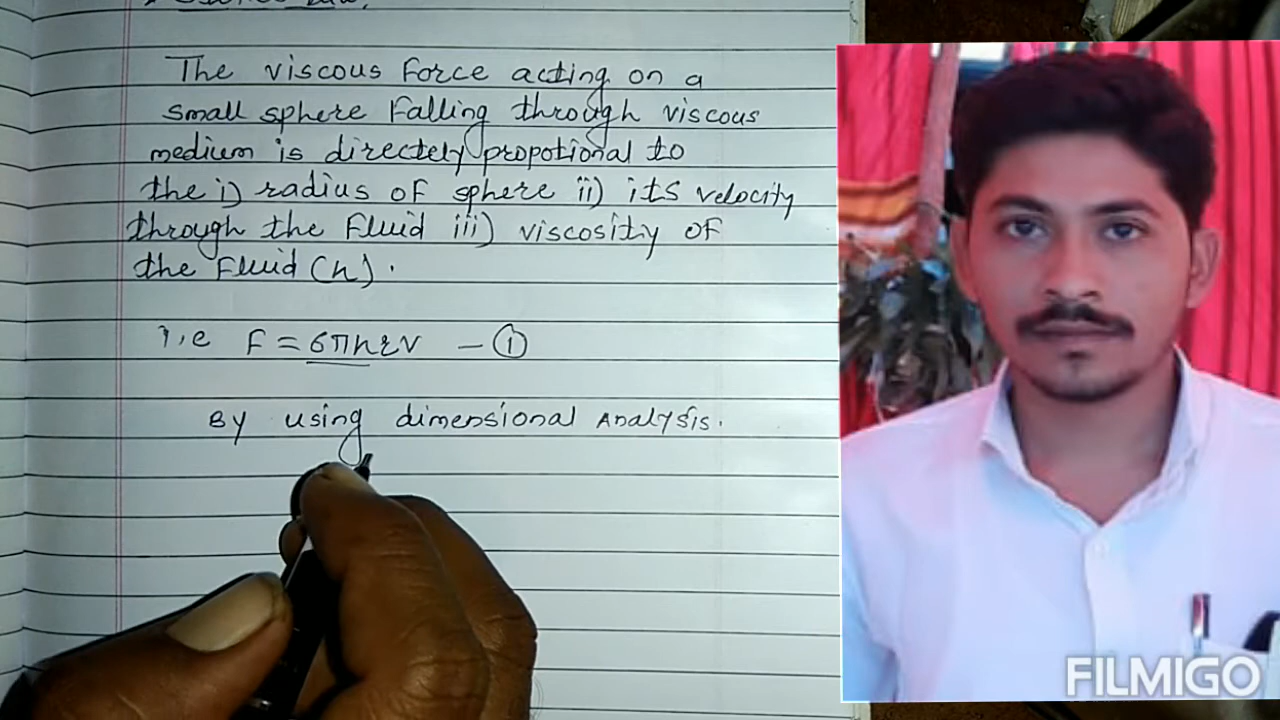 The viscous Force acting on a
small sphere Falling through viscous
medium is directely propotional to
the i) radius of sphere ii) its velocity
through the Fluid iii) viscosity of
the Fluid (η).
i.e F = 6πηrv — ①
By using dimensional Analysis.
FILMIGO